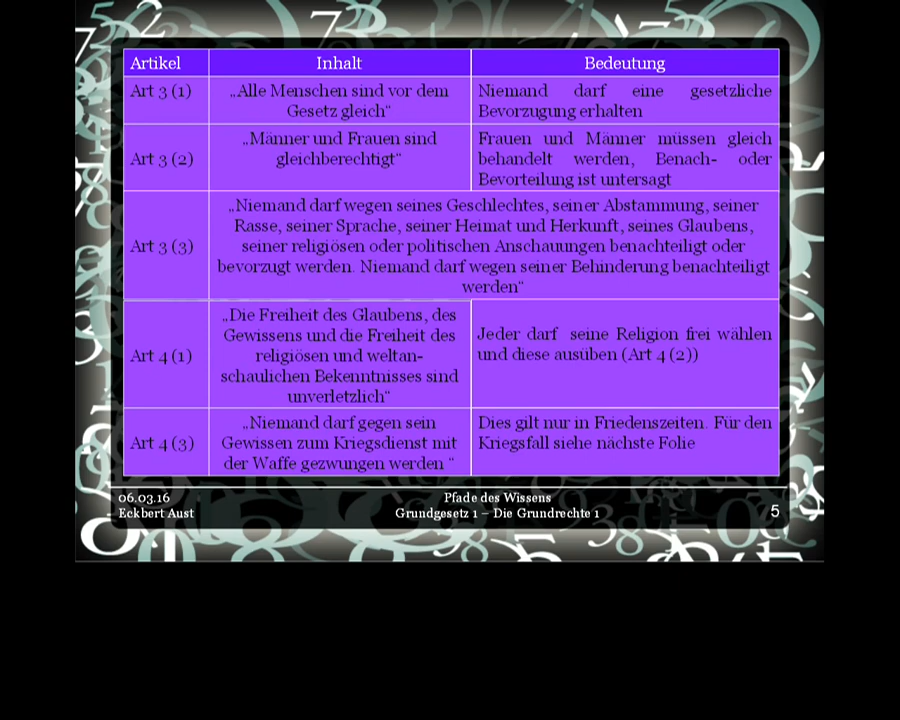 Artikel Inhalt Bedeutung
Art 3 (1)
„Alle Menschen sind vor dem
Gesetz gleich“
Niemand darf eine gesetzliche
Bevorzugung erhalten
Art 3 (2)
„Männer und Frauen sind
gleichberechtigt“
Frauen und Männer müssen gleich
behandelt werden, Benach- oder
Bevorteilung ist untersagt
Art 3 (3)
„Niemand darf wegen seines Geschlechtes, seiner Abstammung, seiner
Rasse, seiner Sprache, seiner Heimat und Herkunft, seines Glaubens,
seiner religiösen oder politischen Anschauungen benachteiligt oder
bevorzugt werden. Niemand darf wegen seiner Behinderung benachteiligt
werden“
Art 4 (1)
„Die Freiheit des Glaubens, des
Gewissens und die Freiheit des
religiösen und weltan-
schaulichen Bekenntnisses sind
unverletzlich“
Jeder darf seine Religion frei wählen
und diese ausüben (Art 4 (2))
Art 4 (3)
„Niemand darf gegen sein
Gewissen zum Kriegsdienst mit
der Waffe gezwungen werden “
Dies gilt nur in Friedenszeiten. Für den
Kriegsfall siehe nächste Folie
06.03.16
Eckbert Aust
Pfade des Wissens
Grundgesetz 1 – Die Grundrechte 1
5